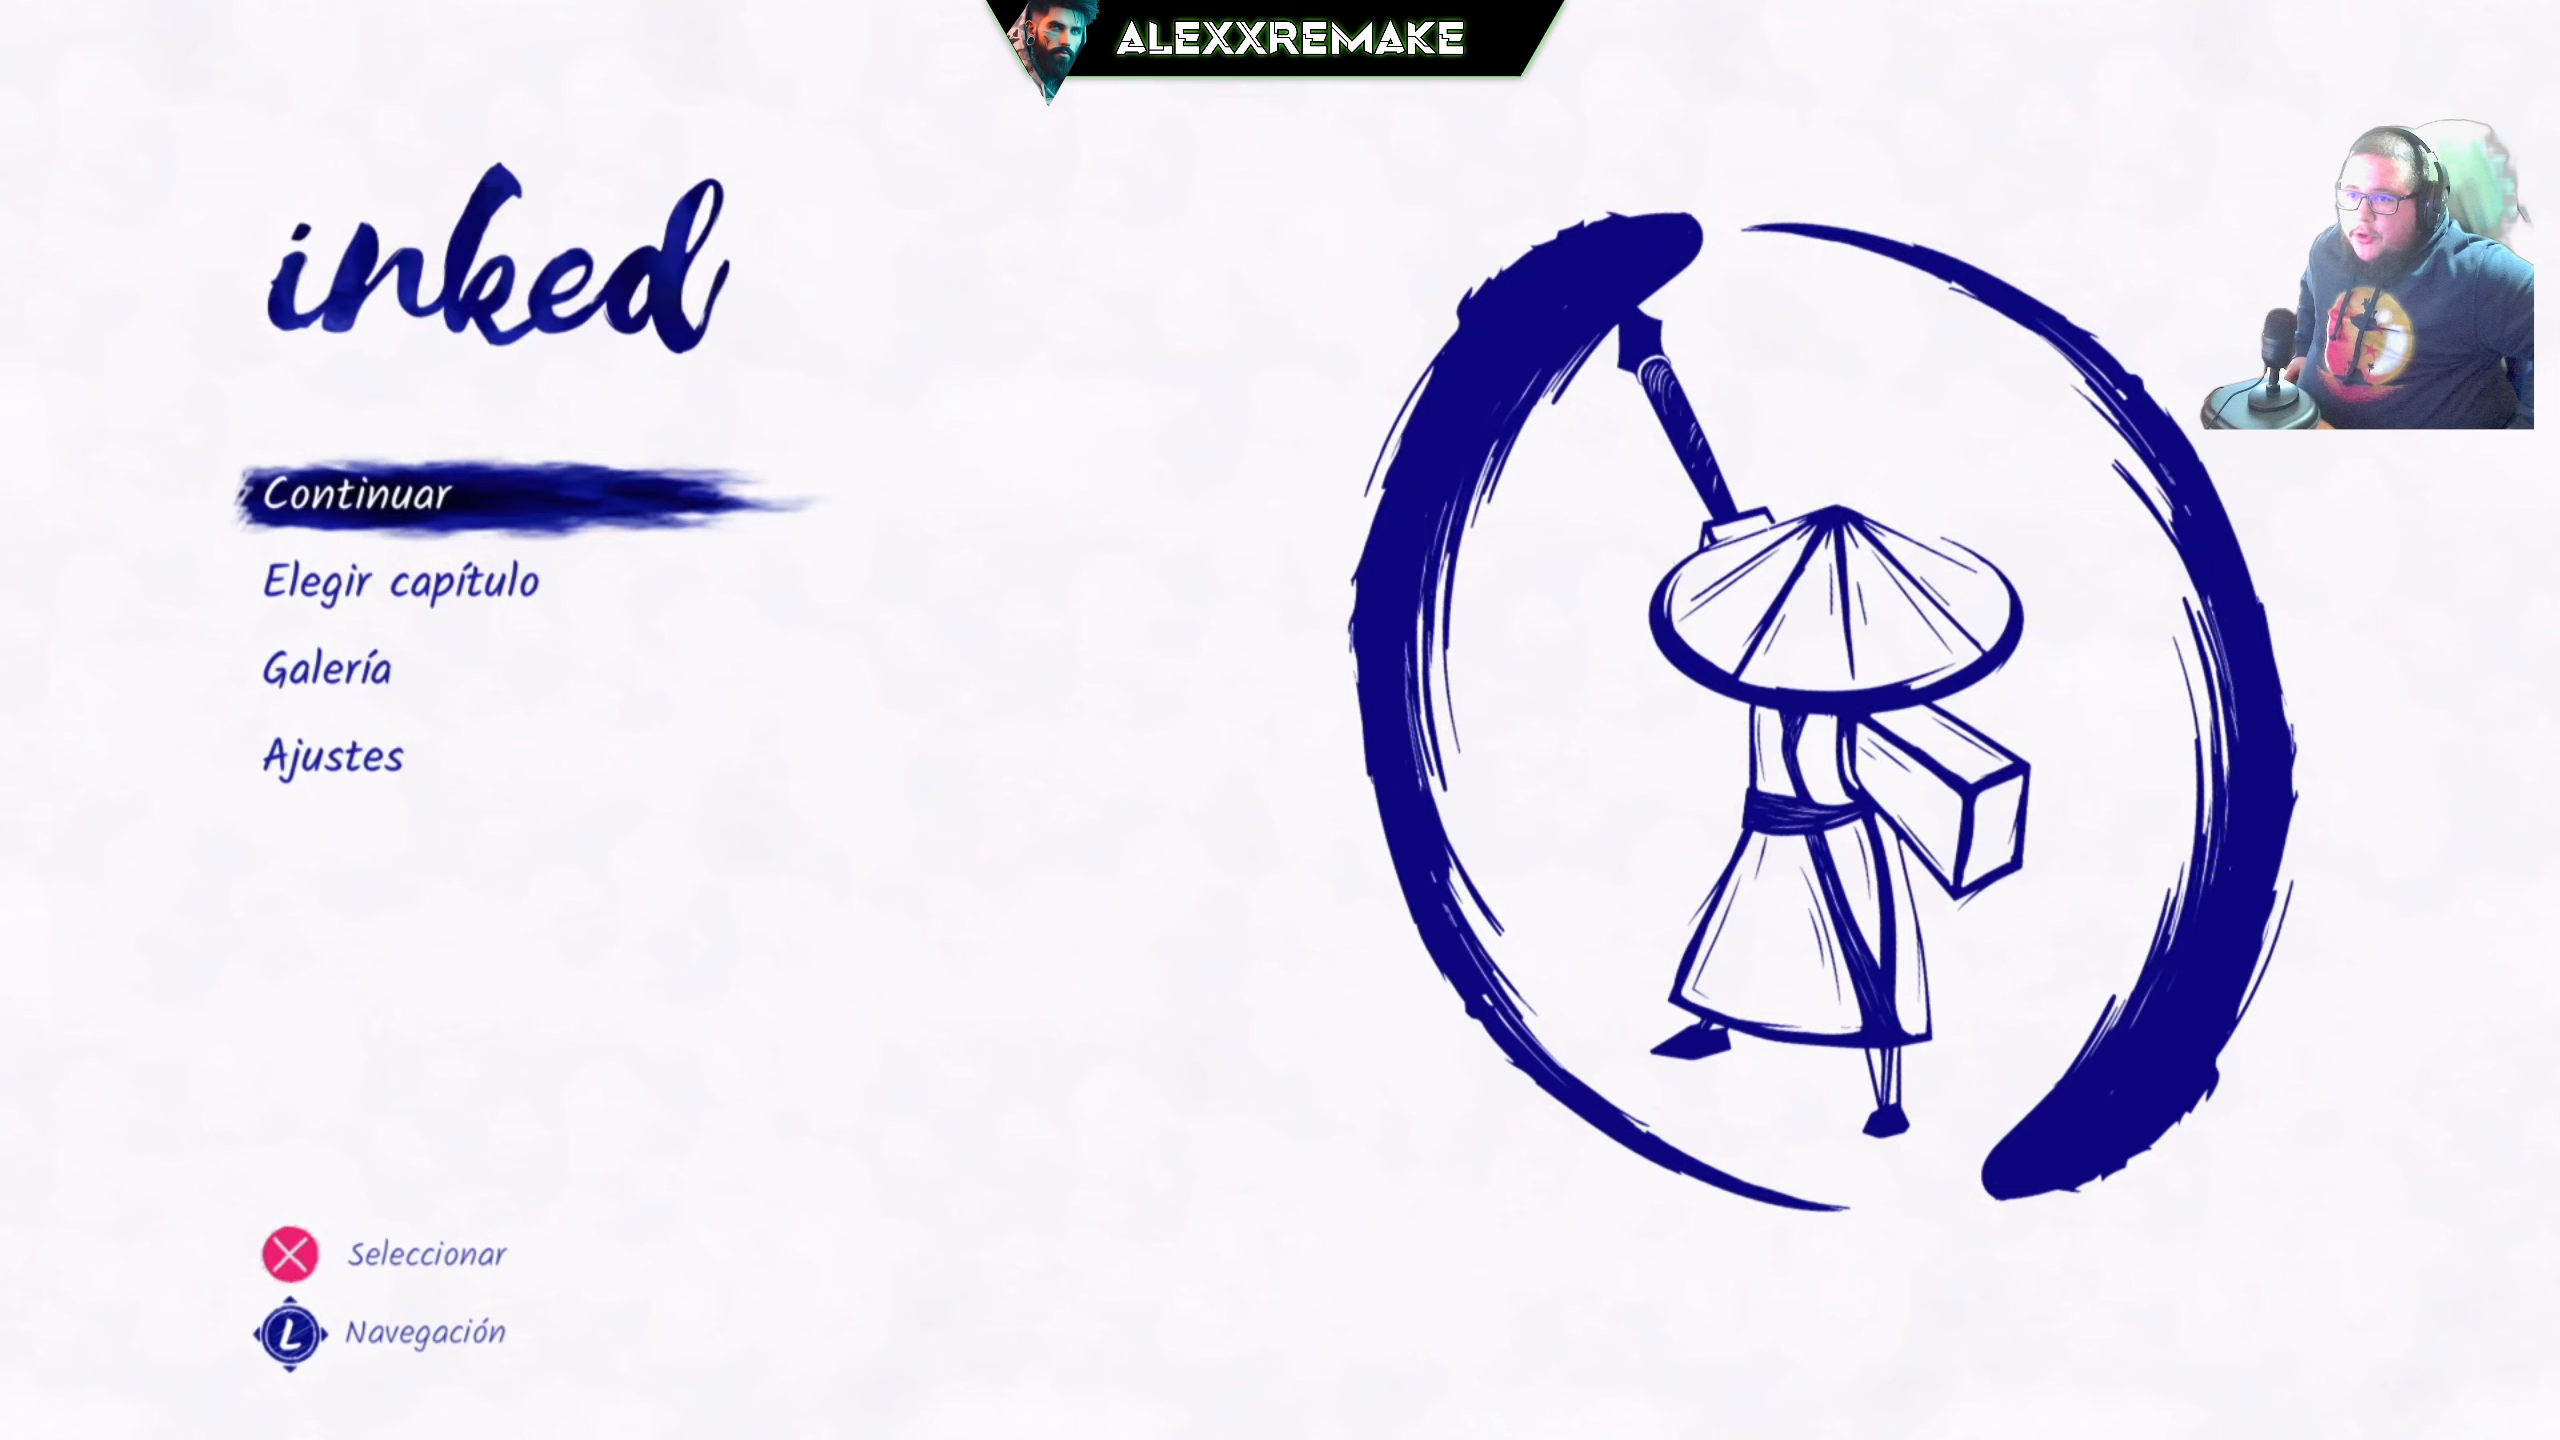 ALEXXREMAKE
inked
Continuar
Elegir capítulo
Galería
Ajustes
Seleccionar
L Navegación